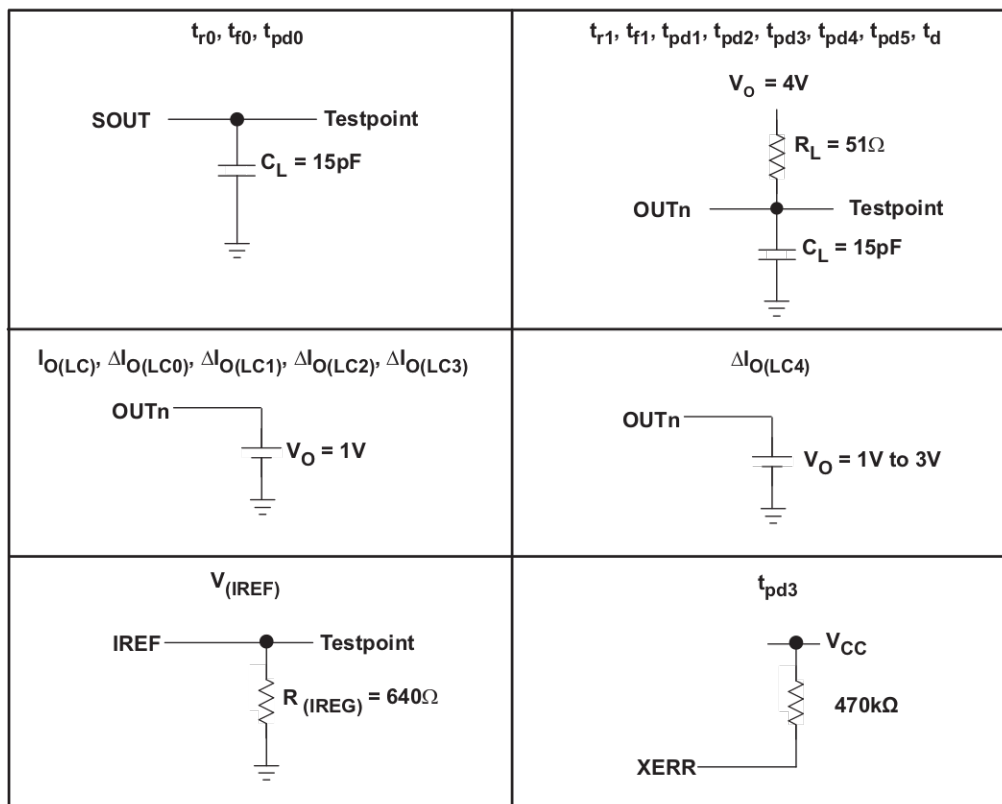 t_r0, t_f0, t_pd0
SOUT
Testpoint
C_L = 15pF
t_r1, t_f1, t_pd1, t_pd2, t_pd3, t_pd4, t_pd5, t_d
V_O = 4V
R_L = 51Ω
OUTn
Testpoint
C_L = 15pF
I_O(LC), ΔI_O(LC0), ΔI_O(LC1), ΔI_O(LC2), ΔI_O(LC3)
OUTn
V_O = 1V
ΔI_O(LC4)
OUTn
V_O = 1V to 3V
V_(IREF)
IREF
Testpoint
R_(IREG) = 640Ω
t_pd3
V_CC
470kΩ
XERR